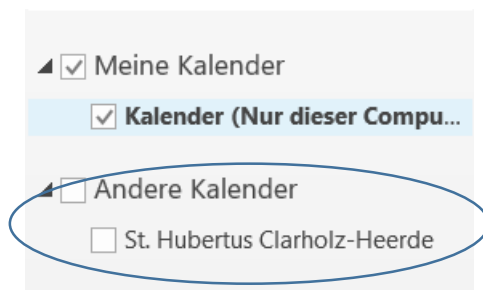 Meine Kalender
Kalender (Nur dieser Compu...
Andere Kalender
St. Hubertus Clarholz-Heerde